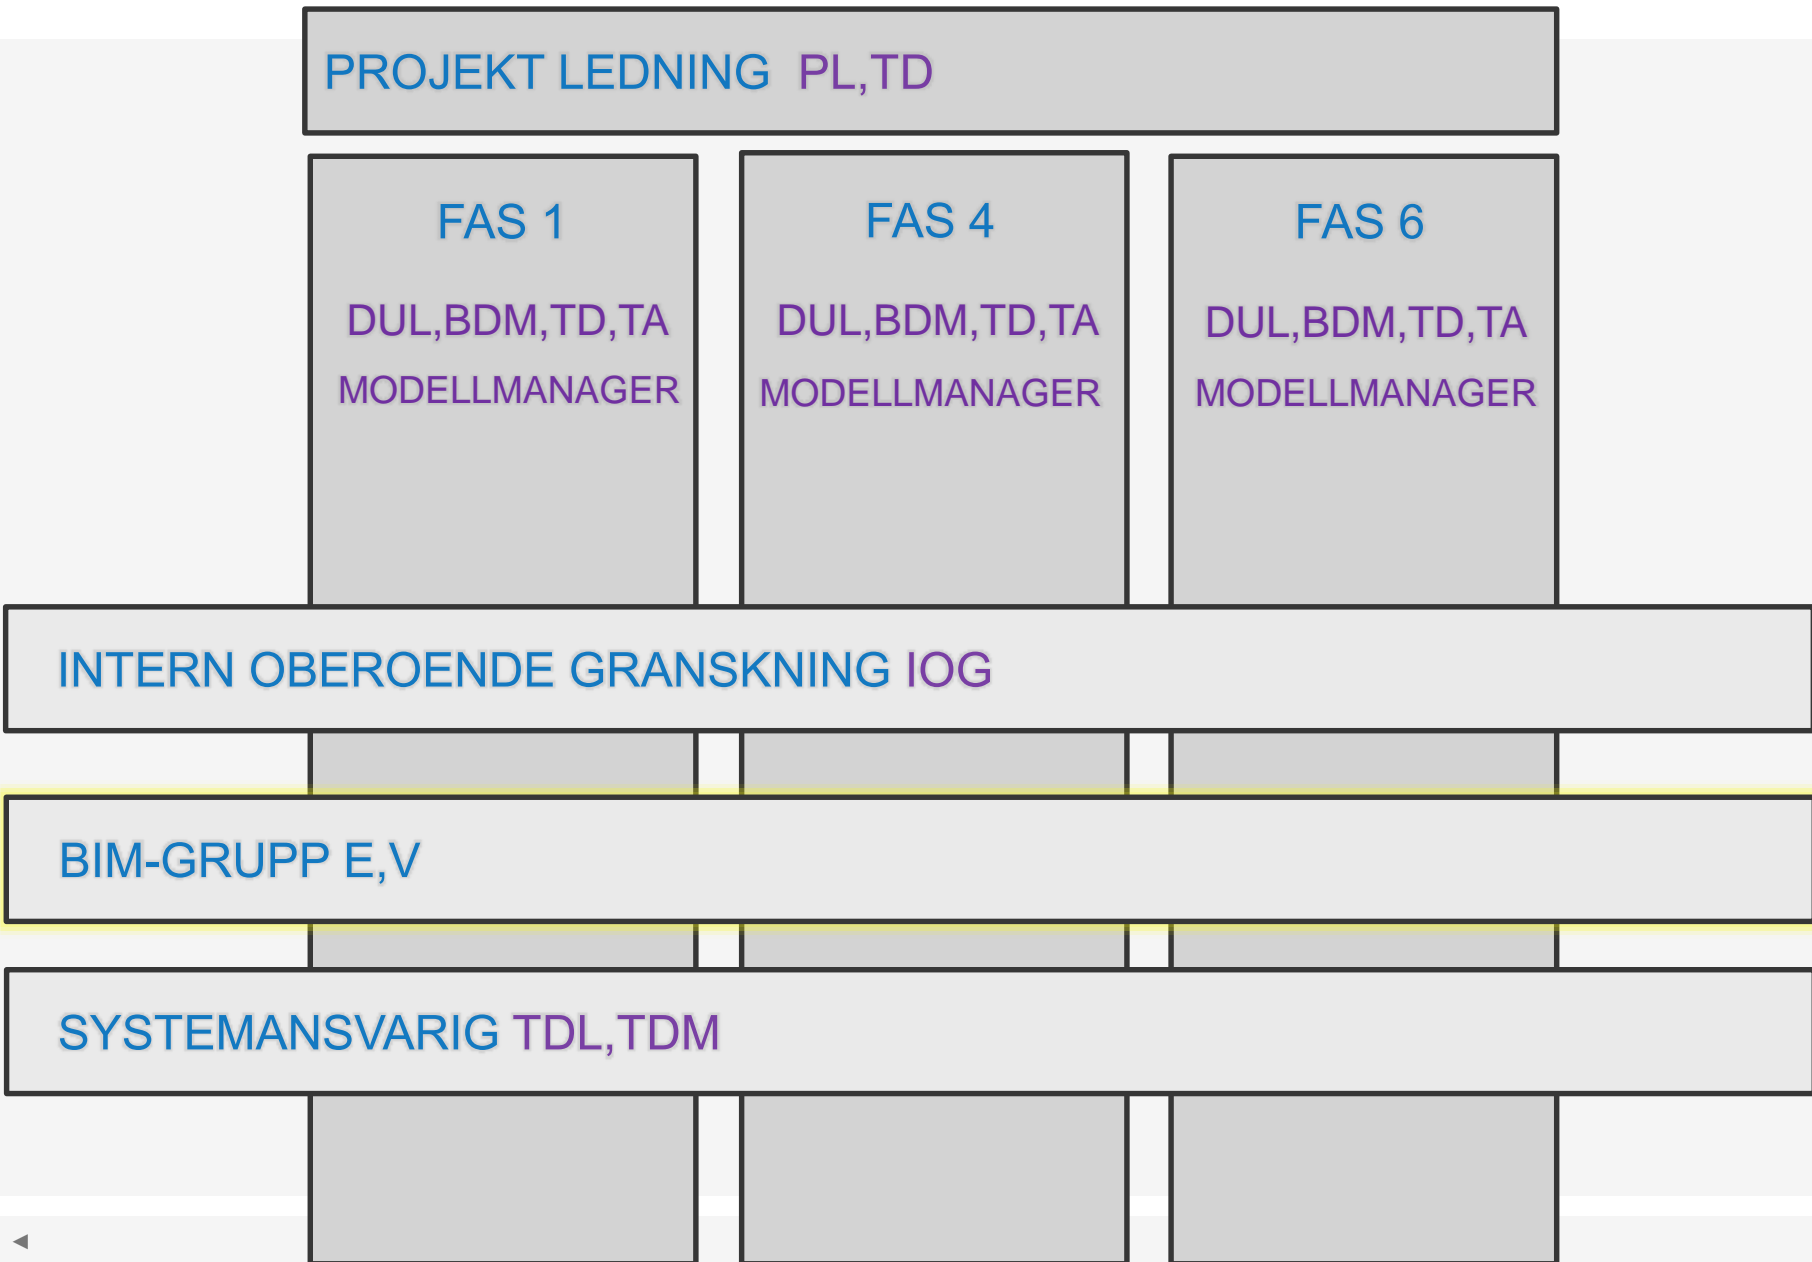 PROJEKT LEDNING PL,TD
FAS 1
DUL,BDM,TD,TA
MODELLMANAGER
FAS 4
DUL,BDM,TD,TA
MODELLMANAGER
FAS 6
DUL,BDM,TD,TA
MODELLMANAGER
INTERN OBEROENDE GRANSKNING IOG
BIM-GRUPP E,V
SYSTEMANSVARIG TDL,TDM